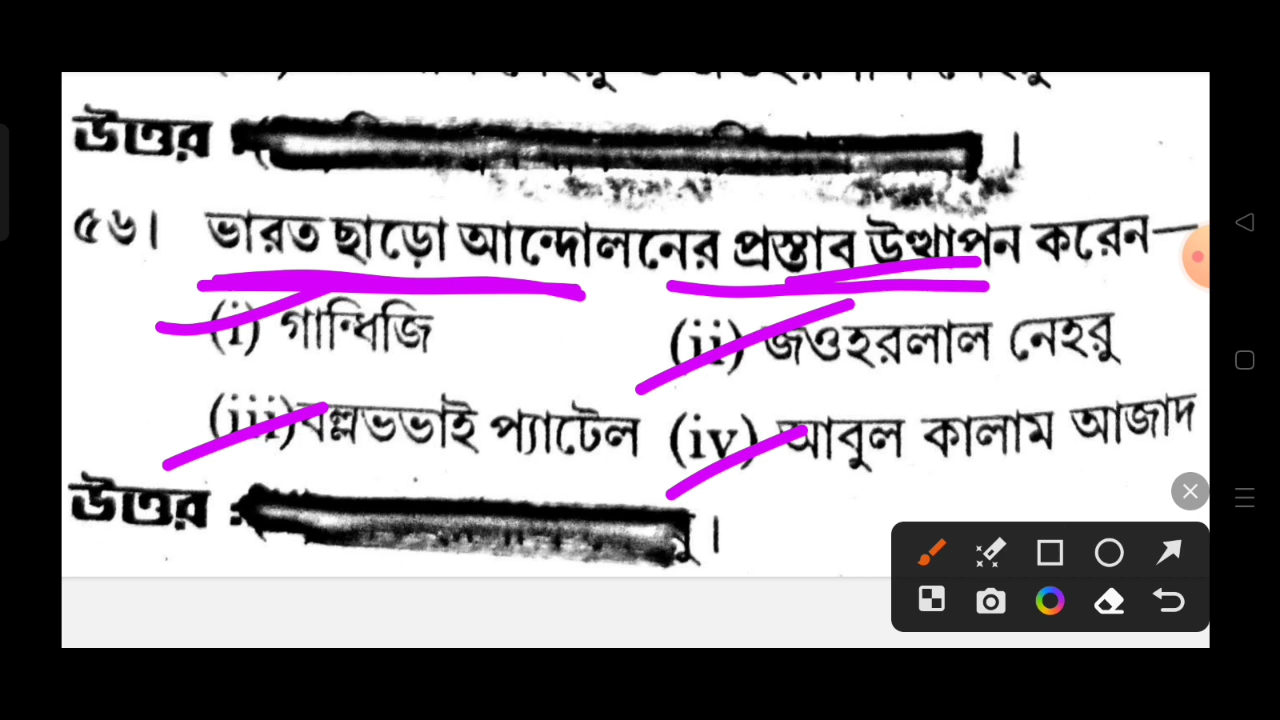 উত্তর :
৫৬। ভারত ছাড়ো আন্দোলনের প্রস্তাব উত্থাপন করেন—
(i) গান্ধিজি (ii) জওহরলাল নেহরু
(iii) বল্লভভাই প্যাটেল (iv) আবুল কালাম আজাদ
উত্তর : ।